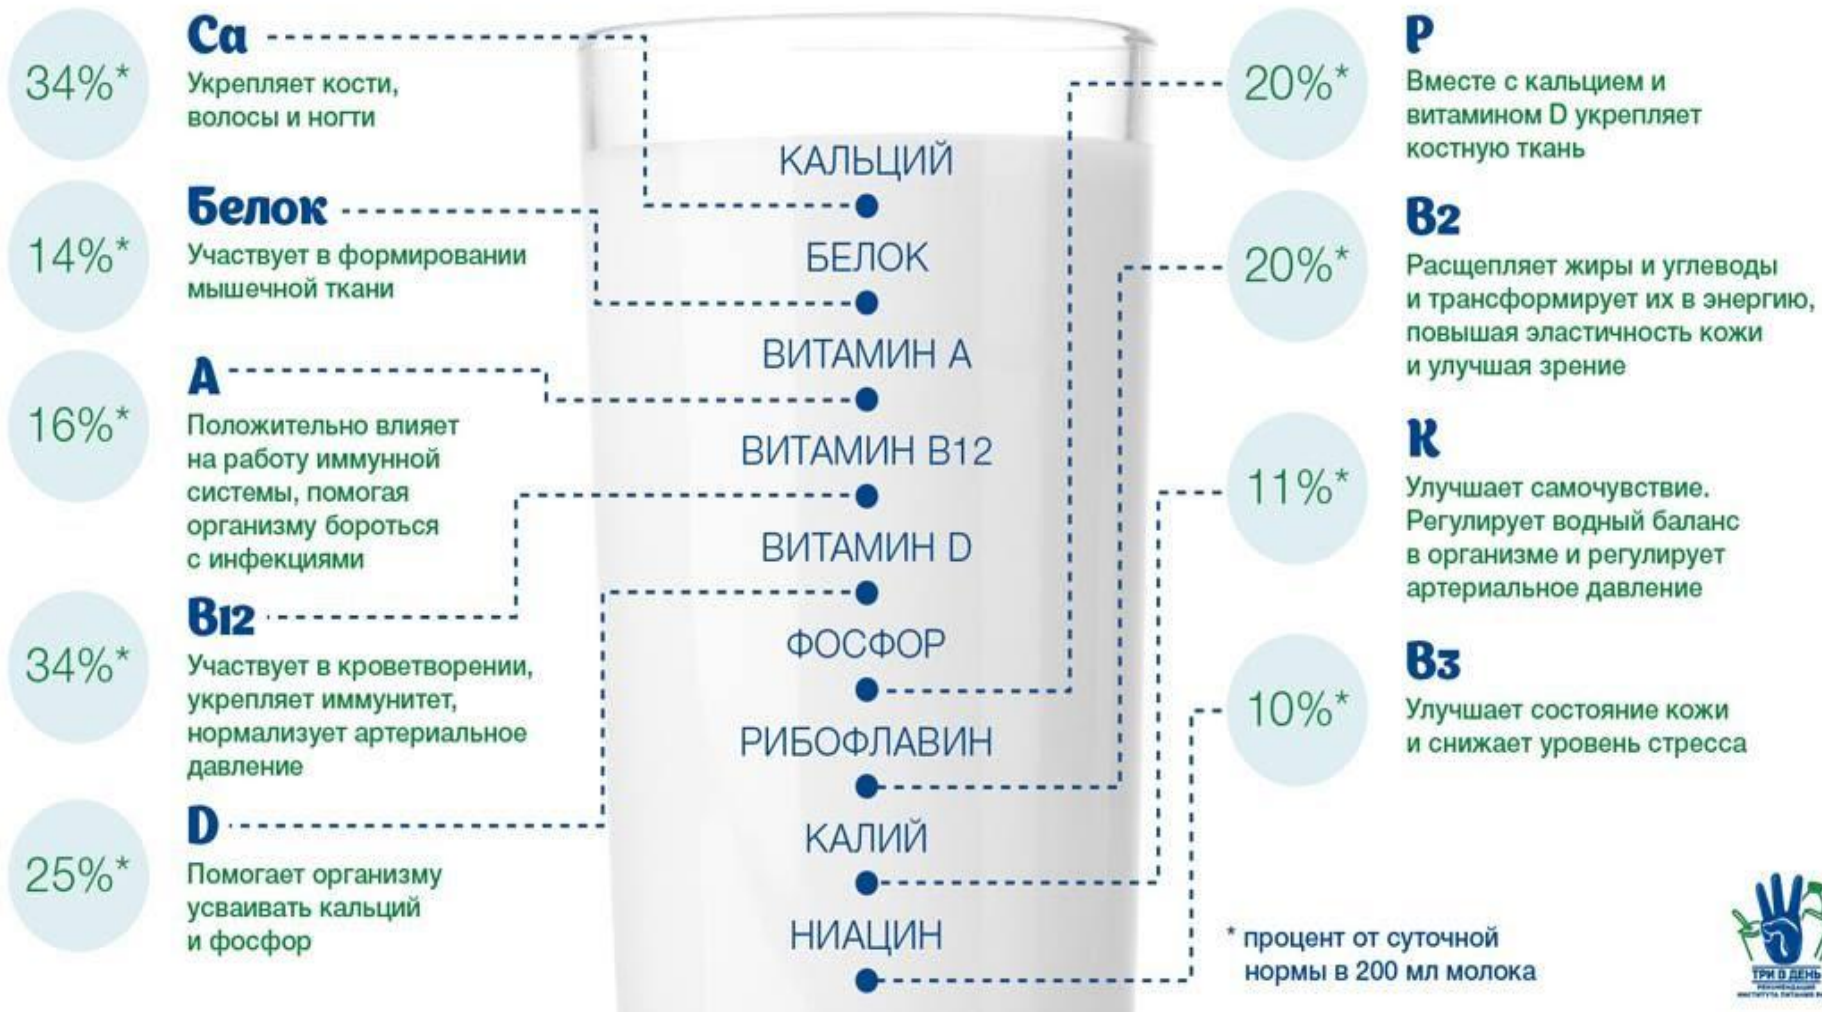 34%*
Ca
Укрепляет кости,
волосы и ногти
14%*
Белок
Участвует в формировании
мышечной ткани
16%*
A
Положительно влияет
на работу иммунной
системы, помогая
организму бороться
с инфекциями
34%*
B12
Участвует в кроветворении,
укрепляет иммунитет,
нормализует артериальное
давление
25%*
D
Помогает организму
усваивать кальций
и фосфор
КАЛЬЦИЙ
БЕЛОК
ВИТАМИН А
ВИТАМИН В12
ВИТАМИН D
ФОСФОР
РИБОФЛАВИН
КАЛИЙ
НИАЦИН
20%*
P
Вместе с кальцием и
витамином D укрепляет
костную ткань
20%*
B2
Расщепляет жиры и углеводы
и трансформирует их в энергию,
повышая эластичность кожи
и улучшая зрение
11%*
K
Улучшает самочувствие.
Регулирует водный баланс
в организме и регулирует
артериальное давление
10%*
B3
Улучшает состояние кожи
и снижает уровень стресса
* процент от суточной
нормы в 200 мл молока
ТРИ В ДЕНЬ
РЕКОМЕНДАЦИИ
ИНСТИТУТА ПИТАНИЯ